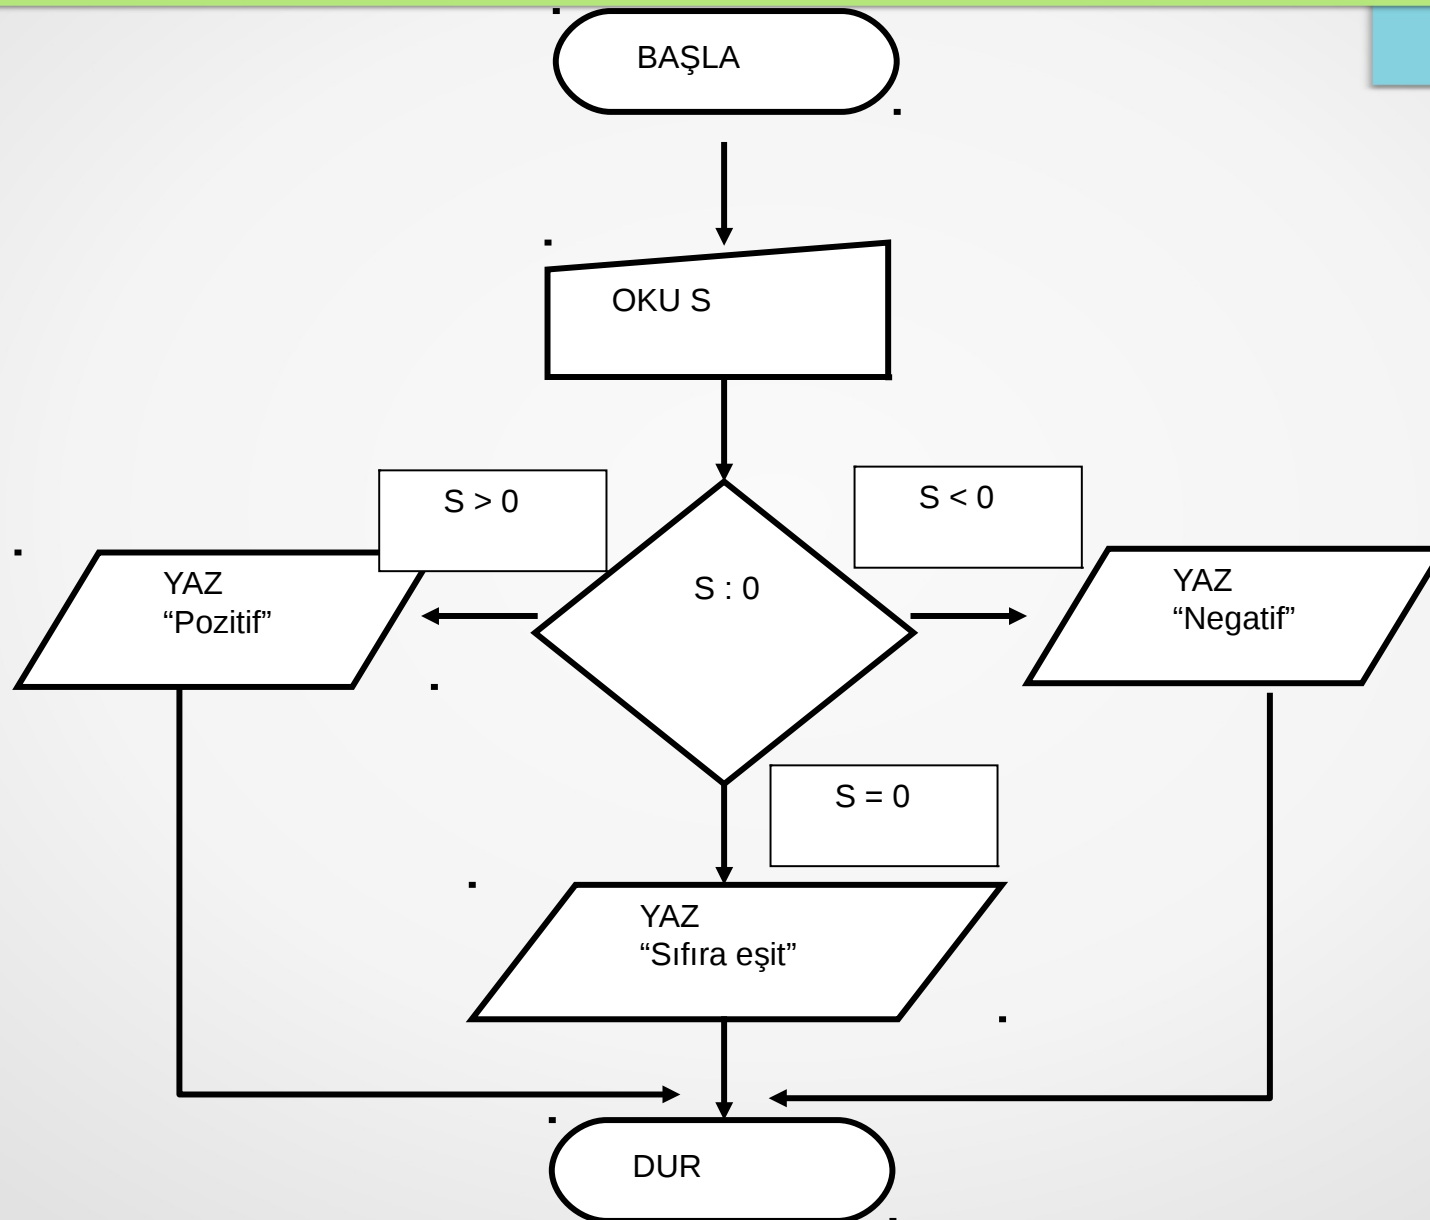 BAŞLA
OKU S
S > 0
S < 0
S : 0
YAZ
“Pozitif”
YAZ
“Negatif”
S = 0
YAZ
“Sıfıra eşit”
DUR